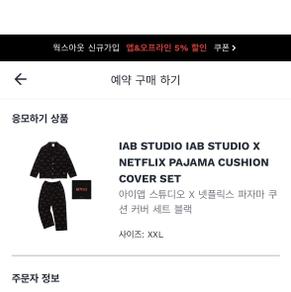 웍스아웃 신규가입 앱&오프라인 5% 할인 쿠폰 >
예약 구매 하기
응모하기 상품
IAB STUDIO IAB STUDIO X
NETFLIX PAJAMA CUSHION
COVER SET
아이앱 스튜디오 X 넷플릭스 파자마 쿠
션 커버 세트 블랙
사이즈: XXL
주문자 정보